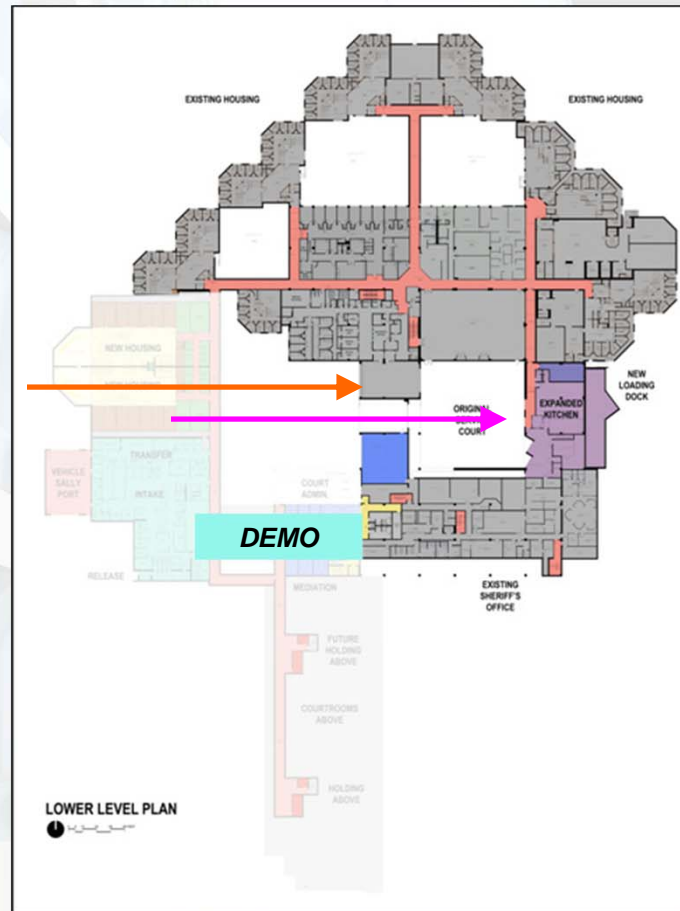 EXISTING HOUSING
EXISTING HOUSING
NEW HOUSING
NEW
LOADING
DOCK
EXPANDED
KITCHEN
ORIGINAL
COURT
TRANSFER
VEHICLE
SALLY
PORT
INTAKE
COURT
ADMIN
DEMO
RELEASE
MEDIATION
EXISTING
SHERIFF'S
OFFICE
FUTURE
HOLDING
ABOVE
COURTROOMS
ABOVE
HOLDING
ABOVE
LOWER LEVEL PLAN